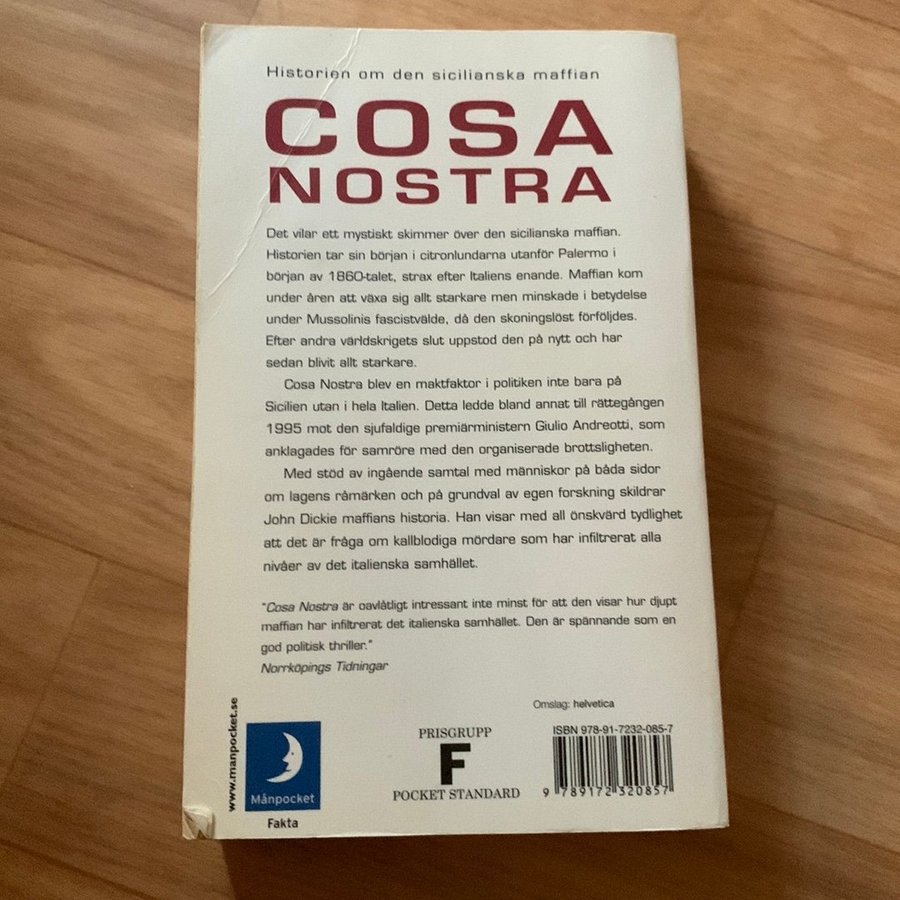 Historien om den sicilianska maffian
COSA
NOSTRA
Det vilar ett mystiskt skimmer över den sicilianska maffian.
Historien tar sin början i citronlundarna utanför Palermo i
början av 1860-talet, strax efter Italiens enande. Maffian kom
under åren att växa sig allt starkare men minskade i betydelse
under Mussolinis fascistvälde, då den skoningslöst förföljdes.
Efter andra världskrigets slut uppstod den på nytt och har
sedan blivit allt starkare.
Cosa Nostra blev en maktfaktor i politiken inte bara på
Sicilien utan i hela Italien. Detta ledde bland annat till rättegången
1995 mot den sjufaldige premiärministern Giulio Andreotti, som
anklagades för samröre med den organiserade brottsligheten.
Med stöd av ingående samtal med människor på båda sidor
om lagens råmärken och på grundval av egen forskning skildrar
John Dickie maffians historia. Han visar med all önskvärd tydlighet
att det är fråga om kallblodiga mördare som har infiltrerat alla
nivåer av det italienska samhället.
"Cosa Nostra är oavlåtligt intressant inte minst för att den visar hur djupt
maffian har infiltrerat det italienska samhället. Den är spännande som en
god politisk thriller."
Norrköpings Tidningar
Omslag: helvetica
www.manpocket.se
Månpocket
Fakta
PRISGRUPP
F
POCKET STANDARD
ISBN 978-91-7232-085-7
9 789172 320857